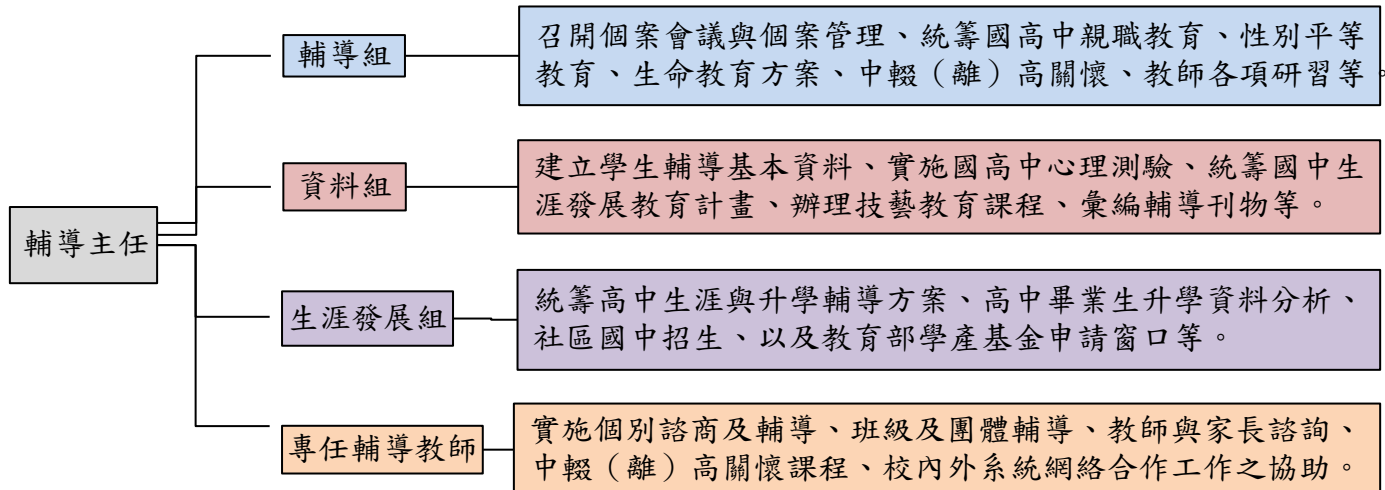 輔導主任
輔導組
召開個案會議與個案管理、統籌國高中親職教育、性別平等
教育、生命教育方案、中輟（離）高關懷、教師各項研習等。
資料組
建立學生輔導基本資料、實施國高中心理測驗、統籌國中生
涯發展教育計畫、辦理技藝教育課程、彙編輔導刊物等。
生涯發展組
統籌高中生涯與升學輔導方案、高中畢業生升學資料分析、
社區國中招生、以及教育部學產基金申請窗口等。
專任輔導教師
實施個別諮商及輔導、班級及團體輔導、教師與家長諮詢、
中輟（離）高關懷課程、校內外系統網絡合作工作之協助。